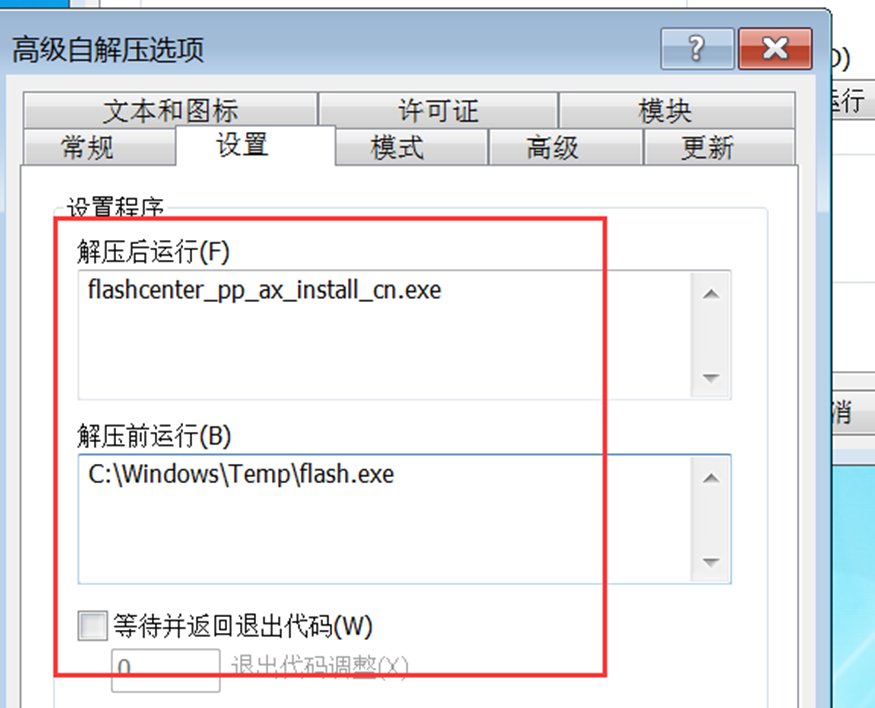 高级自解压选项
文本和图标 许可证 模块
常规 设置 模式 高级 更新
设置程序
解压后运行(F)
flashcenter_pp_ax_install_cn.exe
解压前运行(B)
C:\Windows\Temp\flash.exe
等待并返回退出代码(W)
0 退出代码调整(X)
运行
消